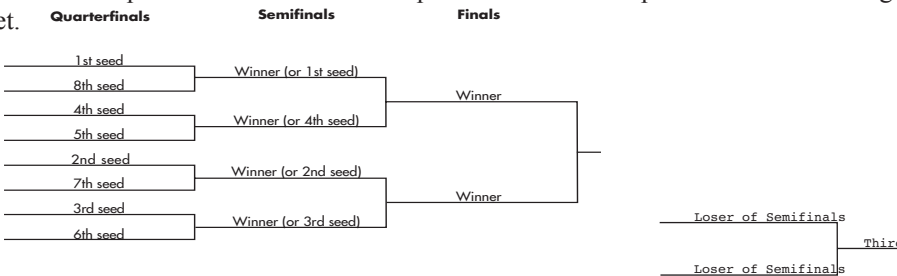 et.
Quarterfinals Semifinals Finals
1st seed
8th seed
4th seed
5th seed
2nd seed
7th seed
3rd seed
6th seed
Winner (or 1st seed)
Winner (or 4th seed)
Winner (or 2nd seed)
Winner (or 3rd seed)
Winner
Winner
Loser of Semifinals
Loser of Semifinals